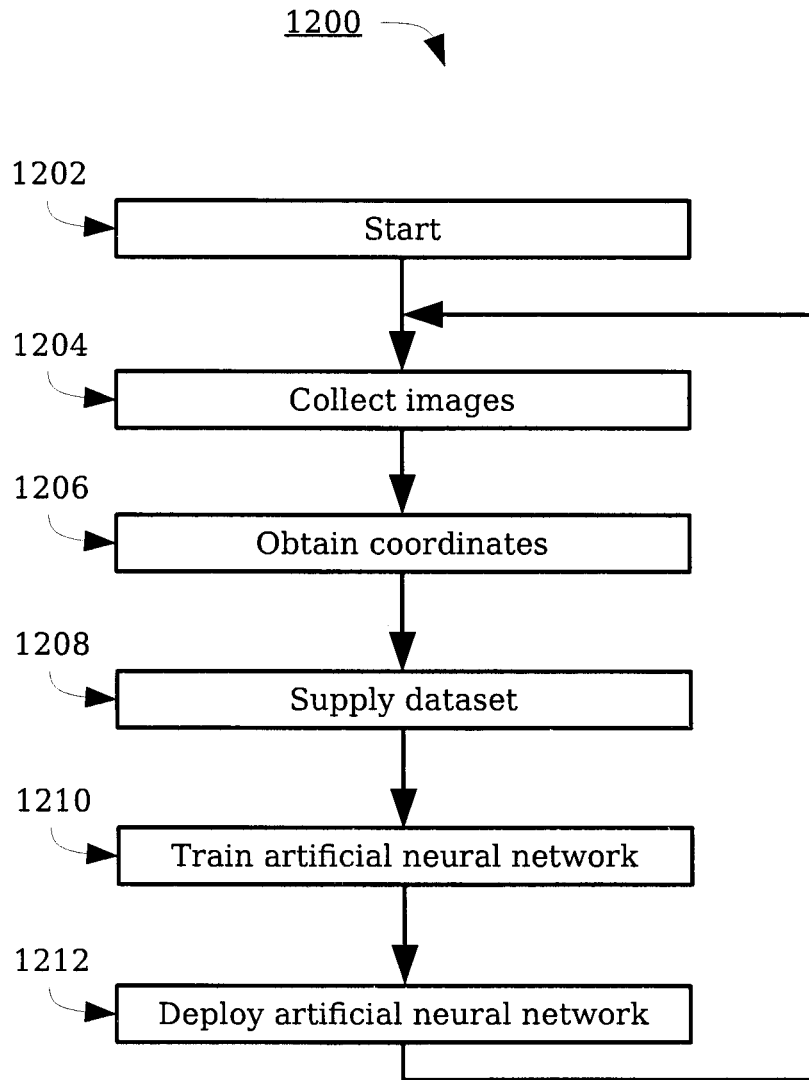 1200
1202
Start
1204
Collect images
1206
Obtain coordinates
1208
Supply dataset
1210
Train artificial neural network
1212
Deploy artificial neural network